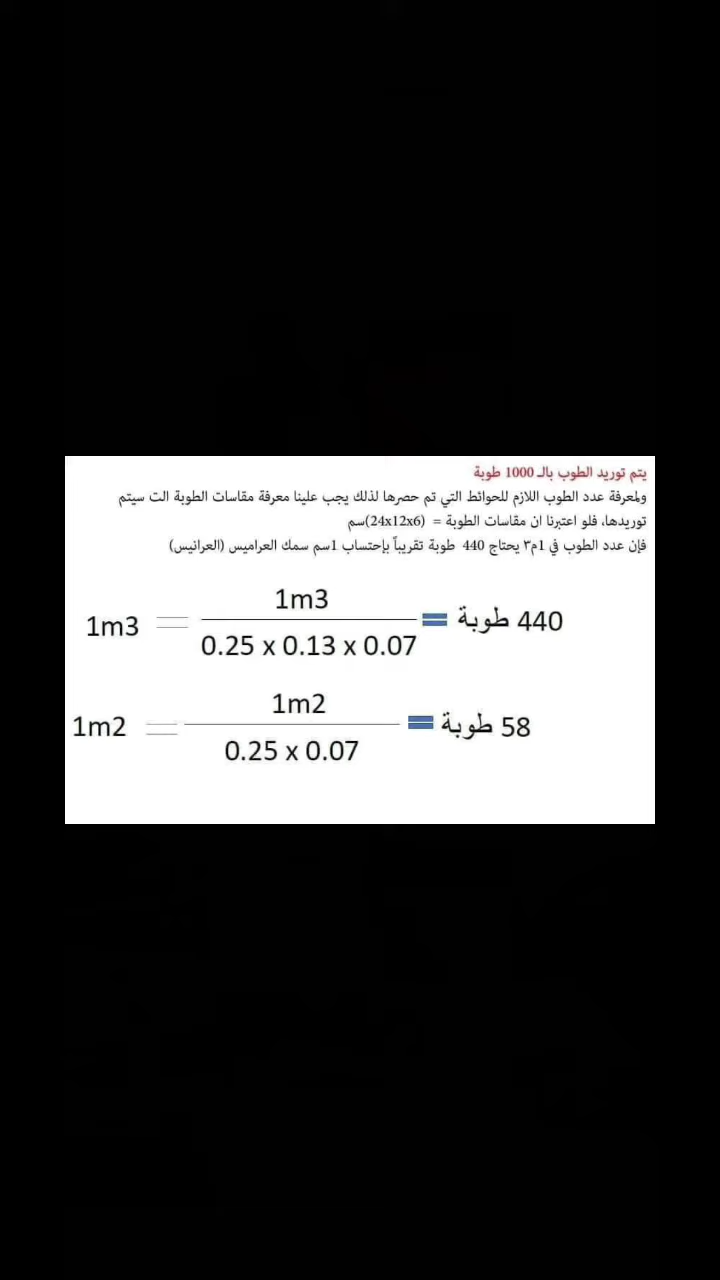 يتم توريد الطوب بالـ 1000 طوبة
ولمعرفة عدد الطوب اللازم للحوائط التي تم حصرها لذلك يجب علينا معرفة مقاسات الطوبة الت سيتم
توريدها، فلو اعتبرنا ان مقاسات الطوبة = (24x12x6)سم
فإن عدد الطوب في 1م٣ يحتاج 440 طوبة تقريباً بإحتساب 1سم سمك العراميس (العرانيس)
1m3 = 1m3 = 440 طوبة
0.25 x 0.13 x 0.07
1m2 = 1m2 = 58 طوبة
0.25 x 0.07